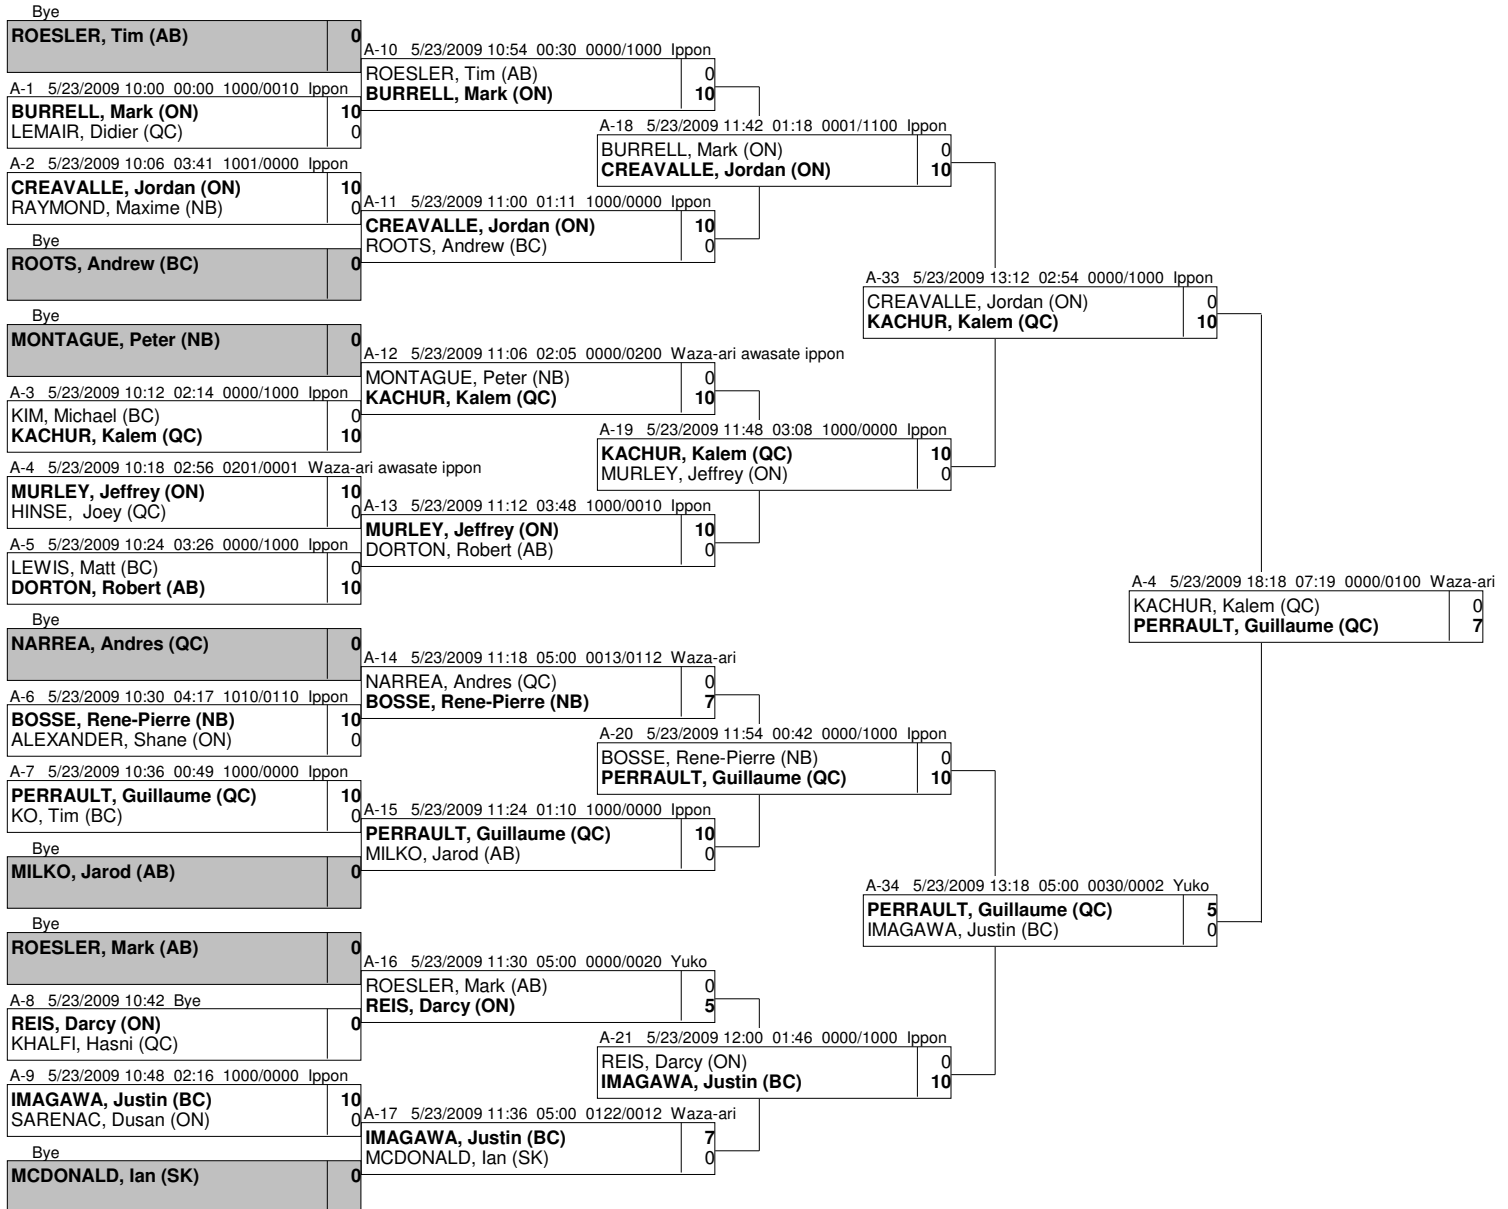 Bye
ROESLER, Tim (AB) 0
A-1 5/23/2009 10:00 00:00 1000/0010 Ippon
BURRELL, Mark (ON) 10
LEMAIR, Didier (QC) 0
A-2 5/23/2009 10:06 03:41 1001/0000 Ippon
CREAVALLE, Jordan (ON) 10
RAYMOND, Maxime (NB) 0
Bye
ROOTS, Andrew (BC) 0
Bye
MONTAGUE, Peter (NB) 0
A-3 5/23/2009 10:12 02:14 0000/1000 Ippon
KIM, Michael (BC) 0
KACHUR, Kalem (QC) 10
A-4 5/23/2009 10:18 02:56 0201/0001 Waza-ari awasate ippon
MURLEY, Jeffrey (ON) 10
HINSE, Joey (QC) 0
A-5 5/23/2009 10:24 03:26 0000/1000 Ippon
LEWIS, Matt (BC) 0
DORTON, Robert (AB) 10
Bye
NARREA, Andres (QC) 0
A-6 5/23/2009 10:30 04:17 1010/0110 Ippon
BOSSE, Rene-Pierre (NB) 10
ALEXANDER, Shane (ON) 0
A-7 5/23/2009 10:36 00:49 1000/0000 Ippon
PERRAULT, Guillaume (QC) 10
KO, Tim (BC) 0
Bye
MILKO, Jarod (AB) 0
Bye
ROESLER, Mark (AB) 0
A-8 5/23/2009 10:42 Bye
REIS, Darcy (ON) 0
KHALFI, Hasni (QC)
A-9 5/23/2009 10:48 02:16 1000/0000 Ippon
IMAGAWA, Justin (BC) 10
SARENAC, Dusan (ON) 0
Bye
MCDONALD, Ian (SK) 0
A-10 5/23/2009 10:54 00:30 0000/1000 Ippon
ROESLER, Tim (AB) 0
BURRELL, Mark (ON) 10
A-11 5/23/2009 11:00 01:11 1000/0000 Ippon
CREAVALLE, Jordan (ON) 10
ROOTS, Andrew (BC) 0
A-12 5/23/2009 11:06 02:05 0000/0200 Waza-ari awasate ippon
MONTAGUE, Peter (NB) 0
KACHUR, Kalem (QC) 10
A-13 5/23/2009 11:12 03:48 1000/0010 Ippon
MURLEY, Jeffrey (ON) 10
DORTON, Robert (AB) 0
A-14 5/23/2009 11:18 05:00 0013/0112 Waza-ari
NARREA, Andres (QC) 0
BOSSE, Rene-Pierre (NB) 7
A-15 5/23/2009 11:24 01:10 1000/0000 Ippon
PERRAULT, Guillaume (QC) 10
MILKO, Jarod (AB) 0
A-16 5/23/2009 11:30 05:00 0000/0020 Yuko
ROESLER, Mark (AB) 0
REIS, Darcy (ON) 5
A-17 5/23/2009 11:36 05:00 0122/0012 Waza-ari
IMAGAWA, Justin (BC) 7
MCDONALD, Ian (SK) 0
A-18 5/23/2009 11:42 01:18 0001/1100 Ippon
BURRELL, Mark (ON) 0
CREAVALLE, Jordan (ON) 10
A-19 5/23/2009 11:48 03:08 1000/0000 Ippon
KACHUR, Kalem (QC) 10
MURLEY, Jeffrey (ON) 0
A-20 5/23/2009 11:54 00:42 0000/1000 Ippon
BOSSE, Rene-Pierre (NB) 0
PERRAULT, Guillaume (QC) 10
A-21 5/23/2009 12:00 01:46 0000/1000 Ippon
REIS, Darcy (ON) 0
IMAGAWA, Justin (BC) 10
A-33 5/23/2009 13:12 02:54 0000/1000 Ippon
CREAVALLE, Jordan (ON) 0
KACHUR, Kalem (QC) 10
A-34 5/23/2009 13:18 05:00 0030/0002 Yuko
PERRAULT, Guillaume (QC) 5
IMAGAWA, Justin (BC) 0
A-4 5/23/2009 18:18 07:19 0000/0100 Waza-ari
KACHUR, Kalem (QC) 0
PERRAULT, Guillaume (QC) 7